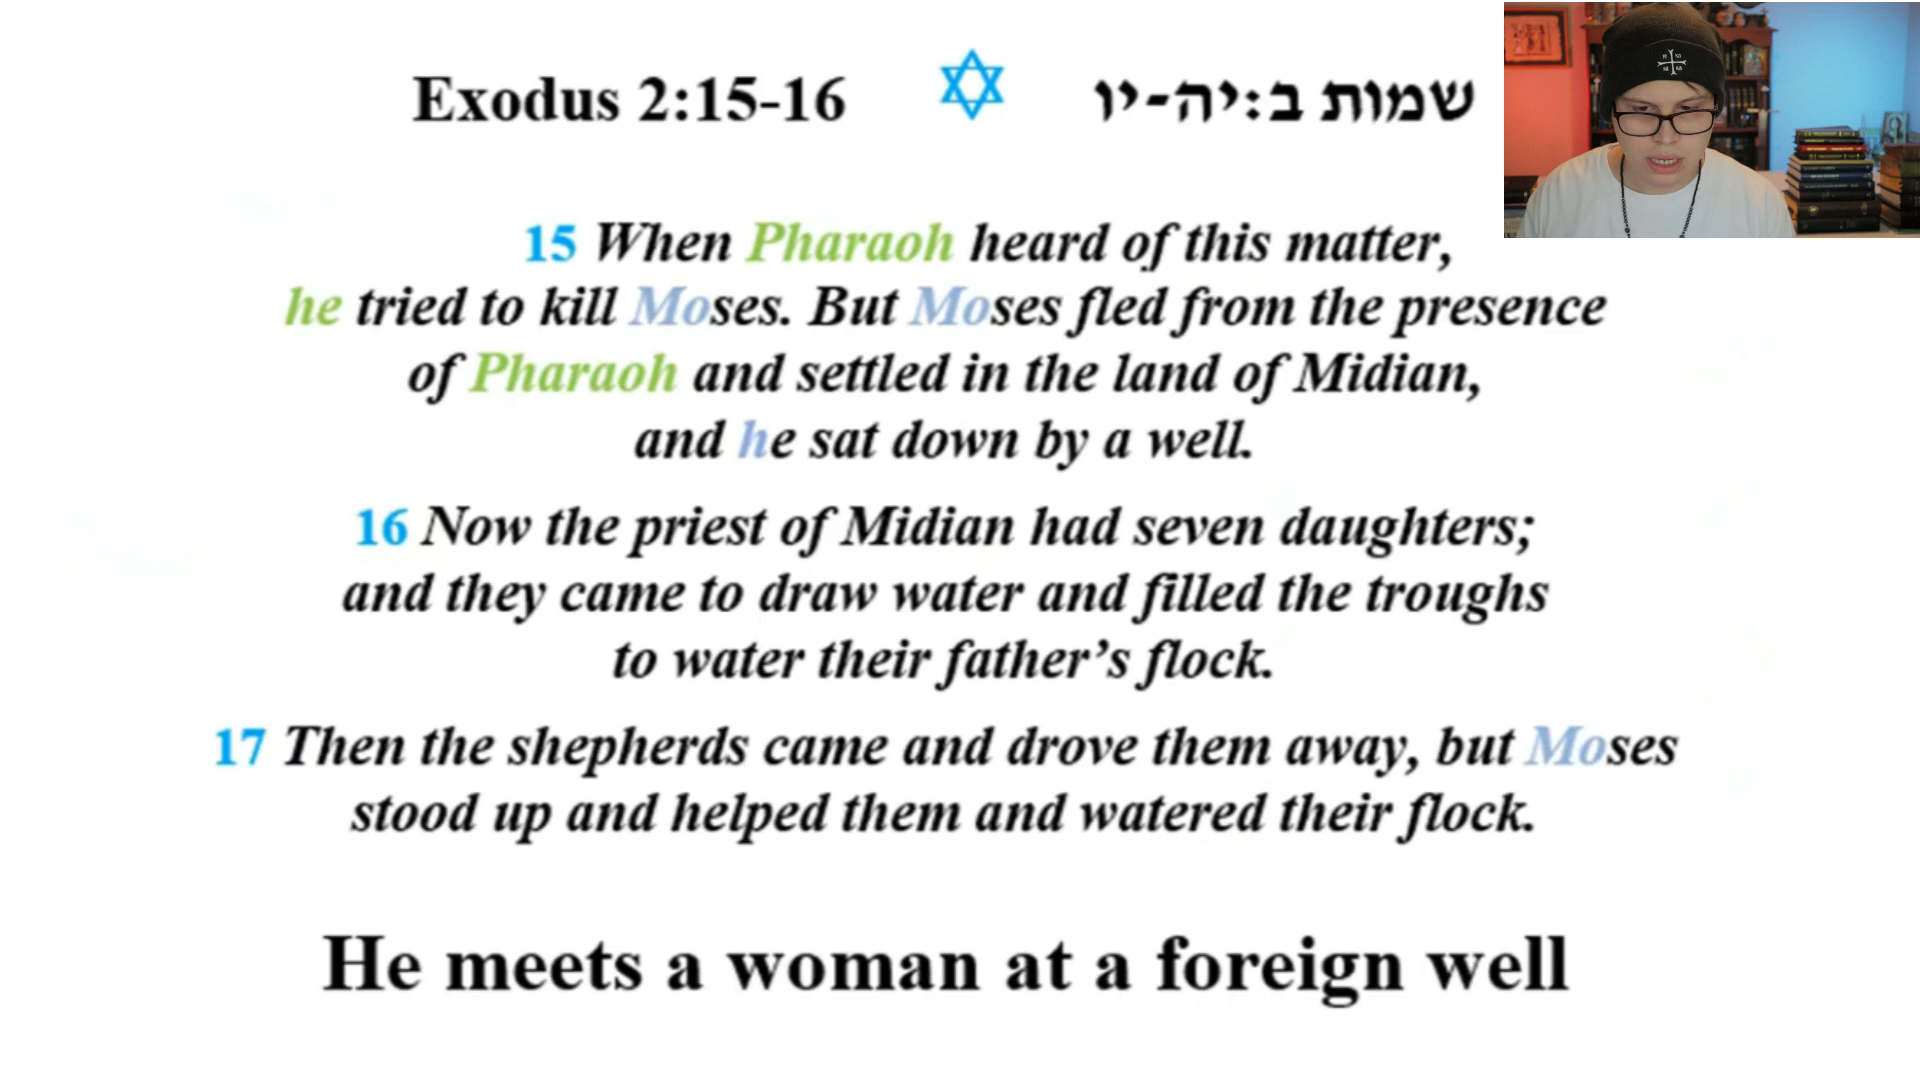 Exodus 2:15-16 שמות ב:יה-יו
15 When Pharaoh heard of this matter,
he tried to kill Moses. But Moses fled from the presence
of Pharaoh and settled in the land of Midian,
and he sat down by a well.
16 Now the priest of Midian had seven daughters;
and they came to draw water and filled the troughs
to water their father’s flock.
17 Then the shepherds came and drove them away, but Moses
stood up and helped them and watered their flock.
He meets a woman at a foreign well